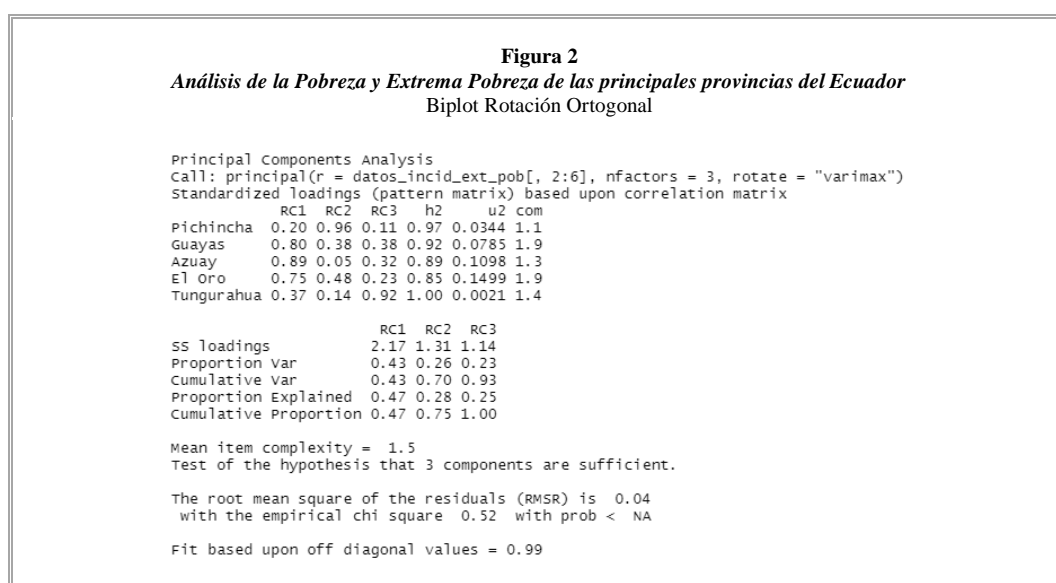 Figura 2
Análisis de la Pobreza y Extrema Pobreza de las principales provincias del Ecuador
Biplot Rotación Ortogonal
Principal Components Analysis
Call: principal(r = datos_incid_ext_pob[, 2:6], nfactors = 3, rotate = "varimax")
Standardized loadings (pattern matrix) based upon correlation matrix
RC1 RC2 RC3 h2 u2 com
Pichincha 0.20 0.96 0.11 0.97 0.0344 1.1
Guayas 0.80 0.38 0.38 0.92 0.0785 1.9
Azuay 0.89 0.05 0.32 0.89 0.1098 1.3
El Oro 0.75 0.48 0.23 0.85 0.1499 1.9
Tungurahua 0.37 0.14 0.92 1.00 0.0021 1.4
RC1 RC2 RC3
SS loadings 2.17 1.31 1.14
Proportion Var 0.43 0.26 0.23
Cumulative Var 0.43 0.70 0.93
Proportion Explained 0.47 0.28 0.25
Cumulative Proportion 0.47 0.75 1.00
Mean item complexity = 1.5
Test of the hypothesis that 3 components are sufficient.
The root mean square of the residuals (RMSR) is 0.04
with the empirical chi square 0.52 with prob < NA
Fit based upon off diagonal values = 0.99